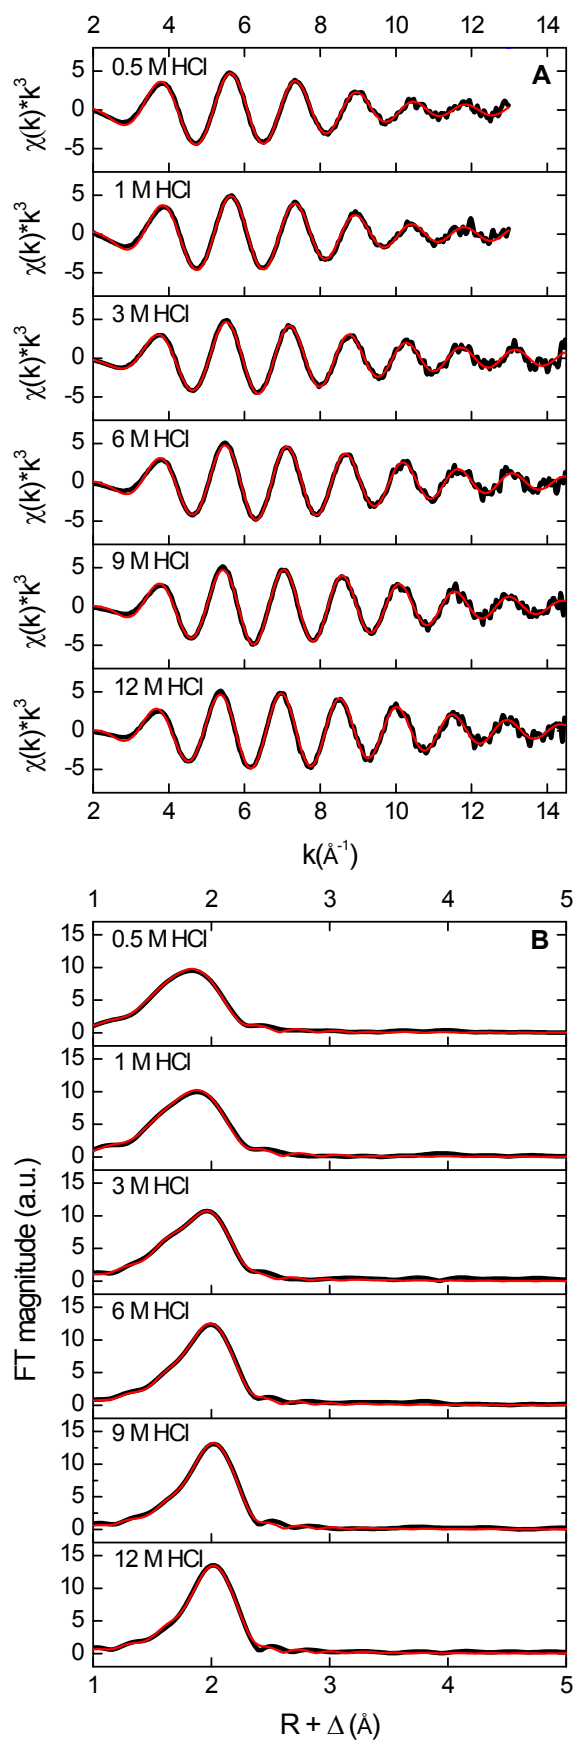 2 4 6 8 10 12 14
0.5 M HCl A
χ(k)*k³
5
0
-5
1 M HCl
χ(k)*k³
5
0
-5
3 M HCl
χ(k)*k³
5
0
-5
6 M HCl
χ(k)*k³
5
0
-5
9 M HCl
χ(k)*k³
5
0
-5
12 M HCl
χ(k)*k³
5
0
-5
2 4 6 8 10 12 14
k(Å⁻¹)
1 2 3 4 5
0.5 M HCl B
15
10
5
0
1 M HCl
15
10
5
0
3 M HCl
15
10
5
0
FT magnitude (a.u.)
6 M HCl
15
10
5
0
9 M HCl
15
10
5
0
12 M HCl
15
10
5
0
1 2 3 4 5
R + Δ (Å)